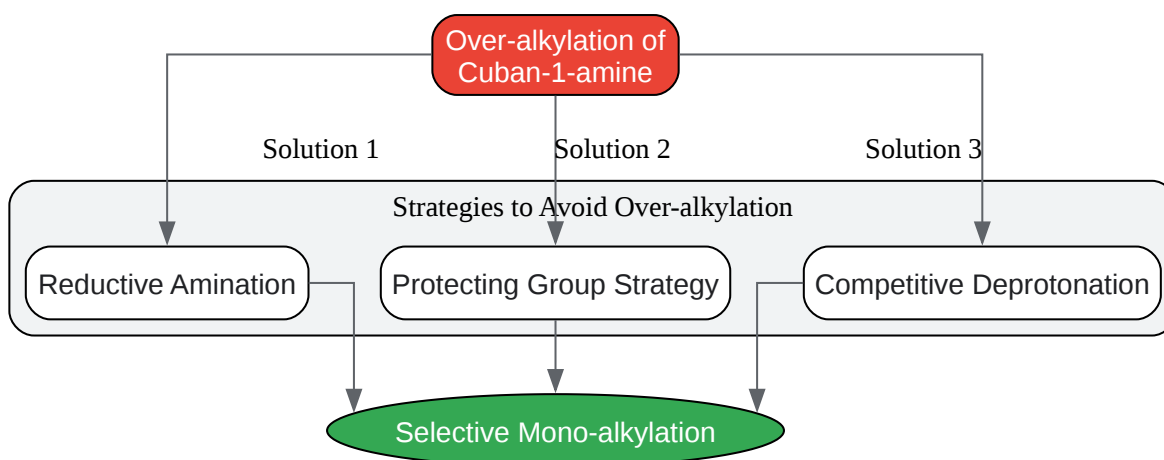 Over-alkylation of
Cuban-1-amine
Solution 1
Solution 2
Solution 3
Strategies to Avoid Over-alkylation
Reductive Amination
Protecting Group Strategy
Competitive Deprotonation
Selective Mono-alkylation